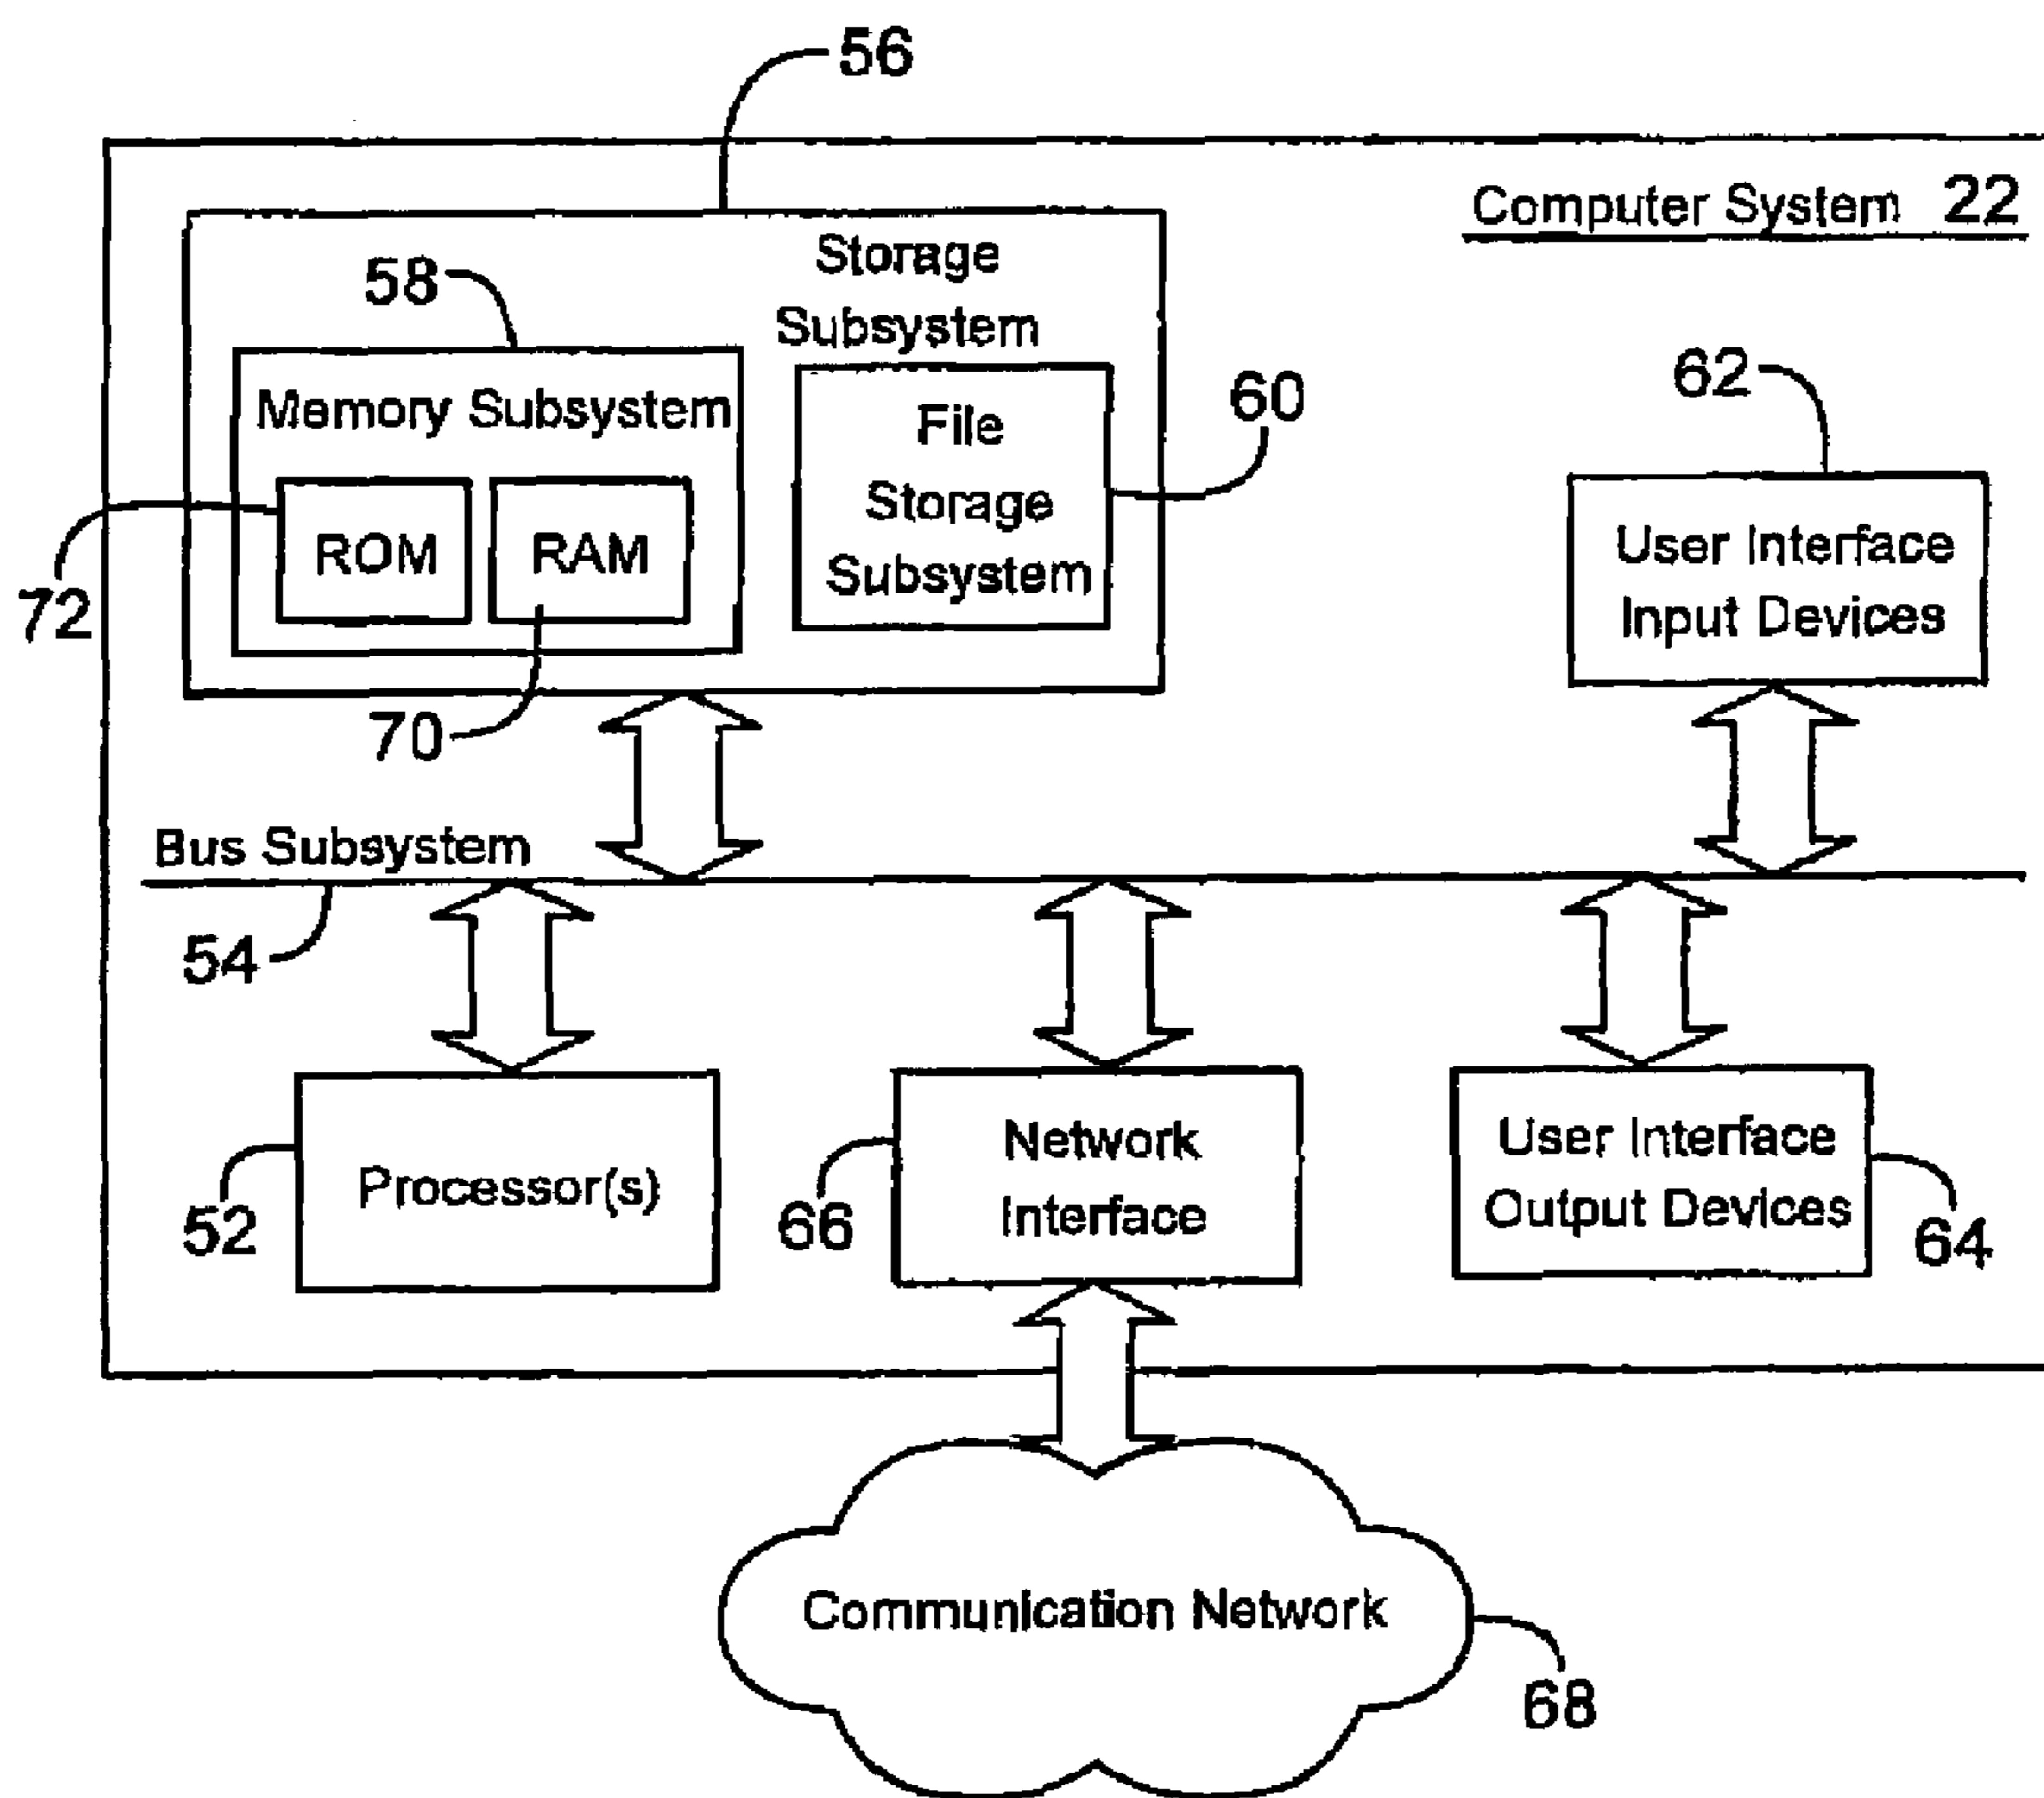 56
Computer System 22
Storage
Subsystem
58
Memory Subsystem
File
Storage
Subsystem
60
62
ROM
RAM
72
70
User Interface
Input Devices
Bus Subsystem
54
Processor(s)
52
Network
Interface
66
User Interface
Output Devices
64
Communication Network
68